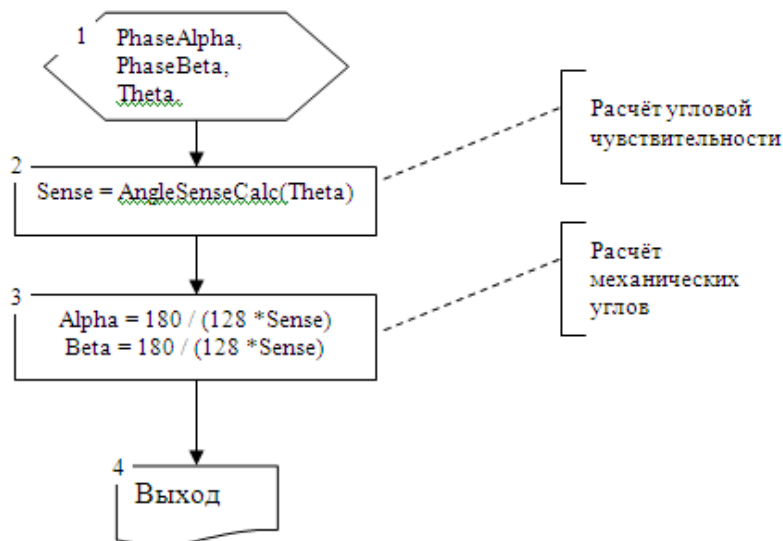 1
PhaseAlpha,
PhaseBeta,
Theta.
2
Sense = AngleSenseCalc(Theta)
Расчёт угловой
чувствительности
3
Alpha = 180 / (128 *Sense)
Beta = 180 / (128 *Sense)
Расчёт
механических
углов
4
Выход